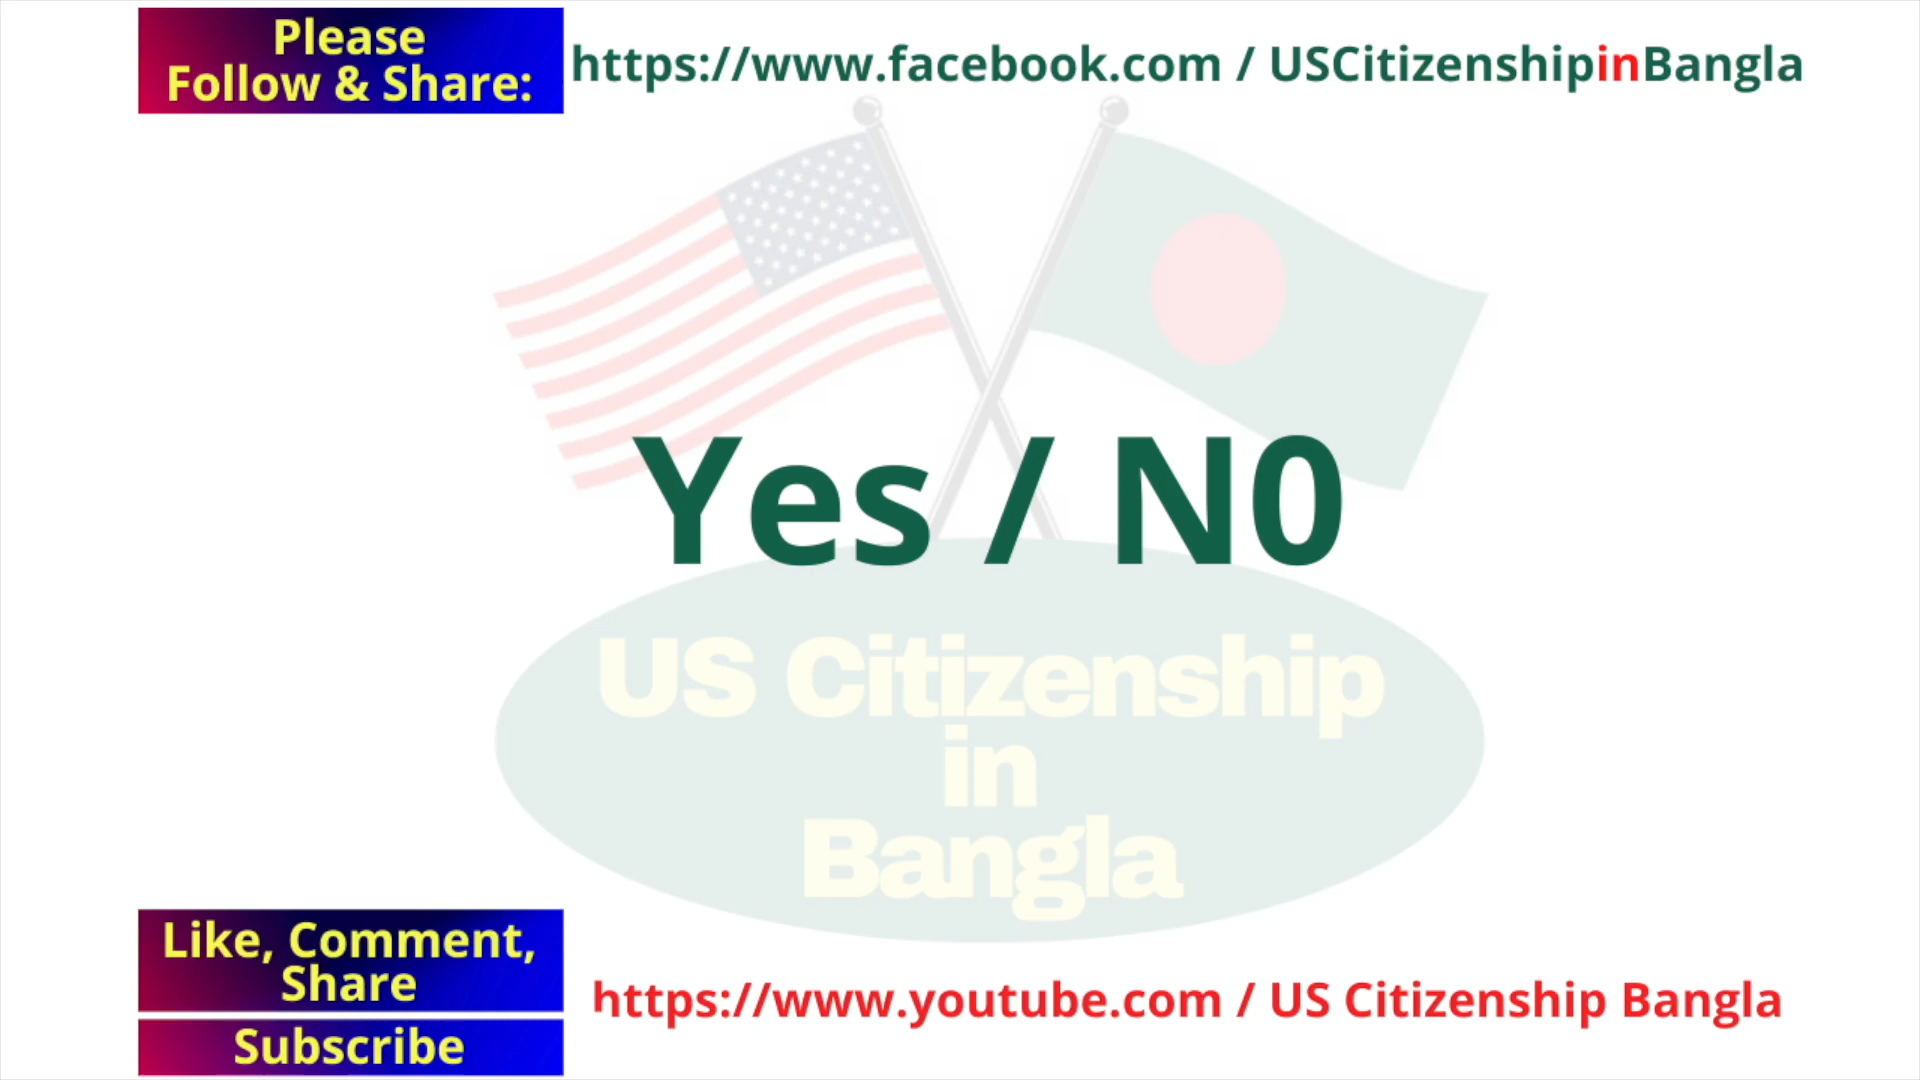 Please
Follow & Share:
https://www.facebook.com / USCitizenshipinBangla
Yes / N0
US Citizenship
in
Bangla
Like, Comment,
Share
Subscribe
https://www.youtube.com / US Citizenship Bangla